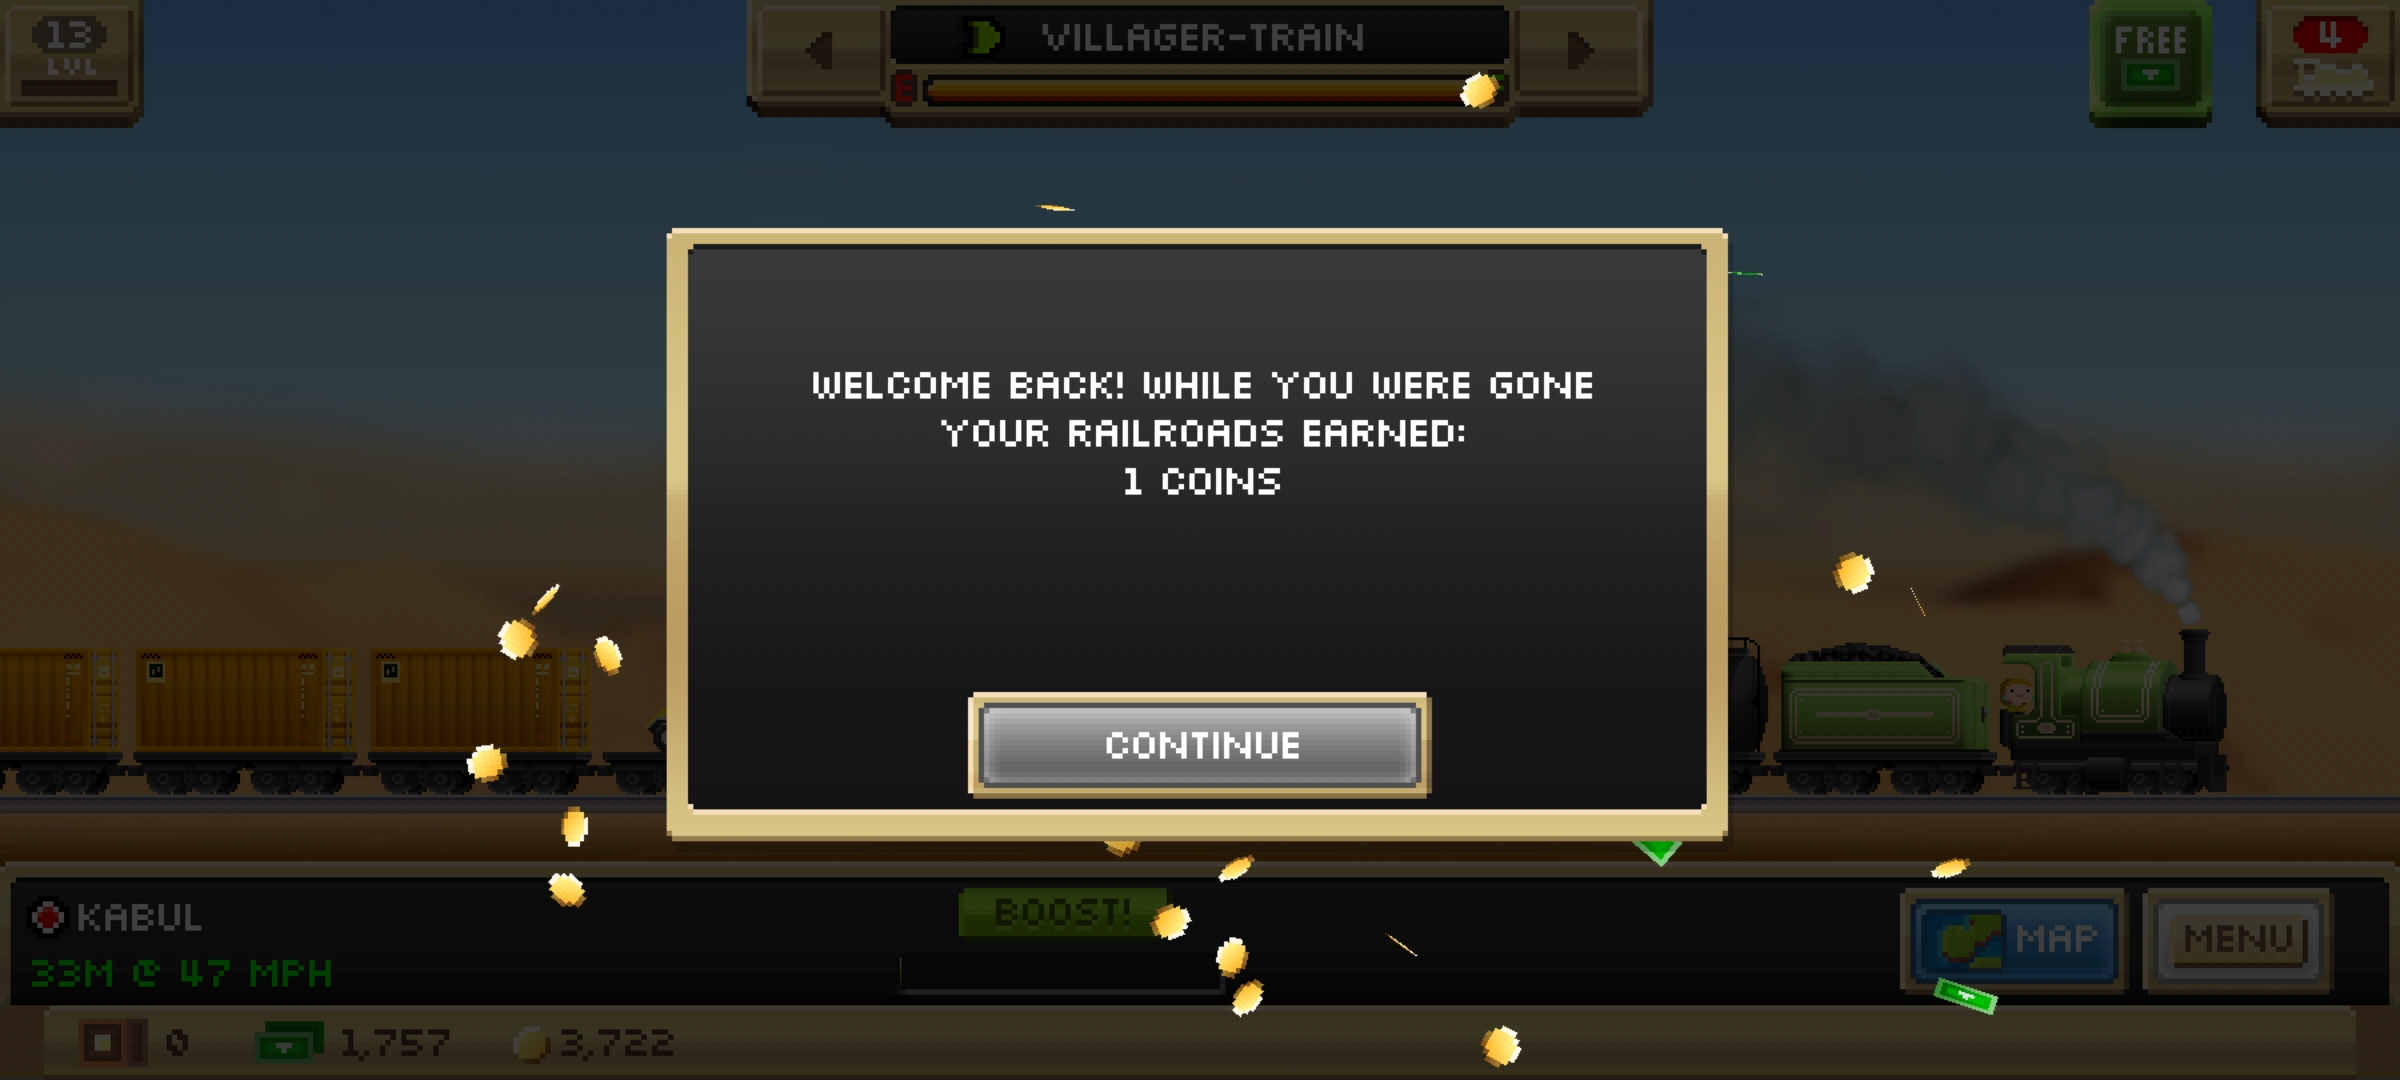 13
LVL
VILLAGER-TRAIN
E
FREE
4
WELCOME BACK! WHILE YOU WERE GONE
YOUR RAILROADS EARNED:
1 COINS
CONTINUE
KABUL
33M @ 47 MPH
BOOST!
MAP
MENU
0
1,757
3,722